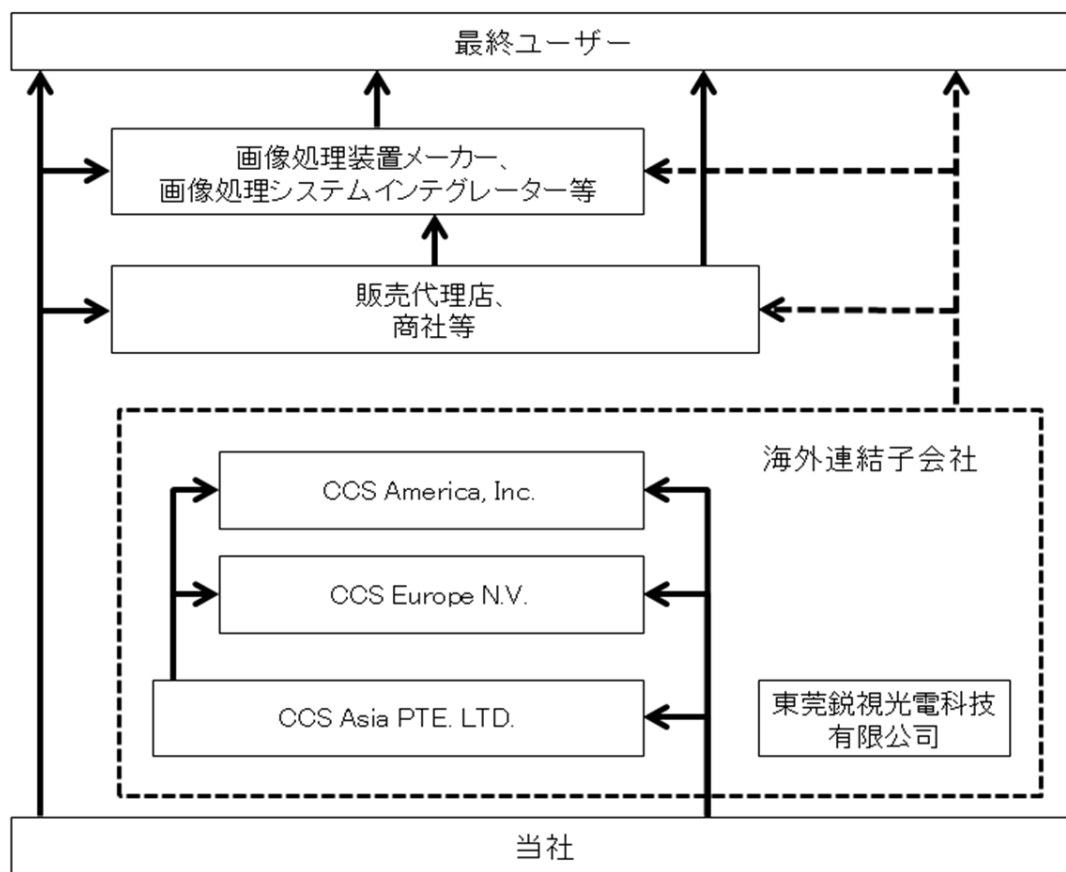 最終ユーザー
画像処理装置メーカー、
画像処理システムインテグレーター等
販売代理店、
商社等
海外連結子会社
CCS America, Inc.
CCS Europe N.V.
CCS Asia PTE. LTD.
東莞鋭視光電科技
有限公司
当社